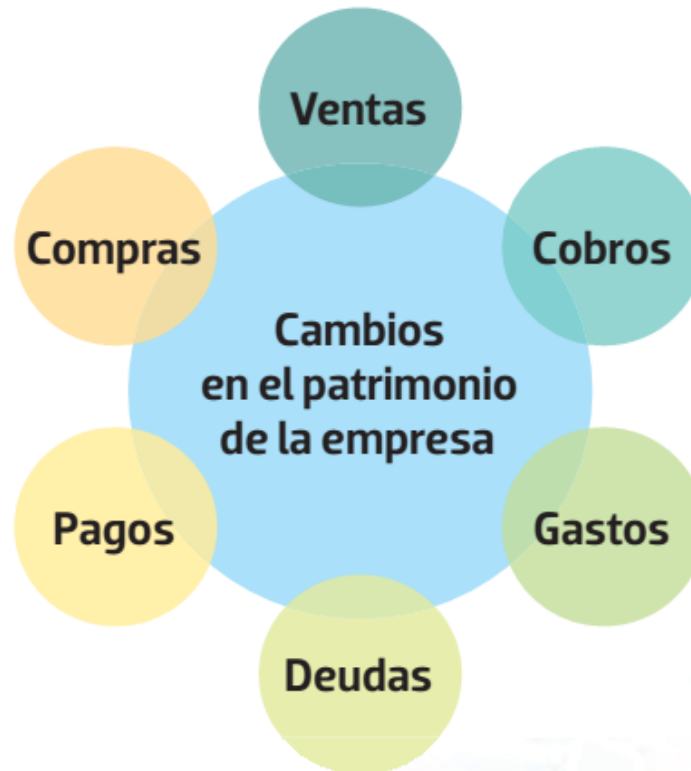 Ventas
Compras
Cobros
Cambios
en el patrimonio
de la empresa
Pagos
Gastos
Deudas